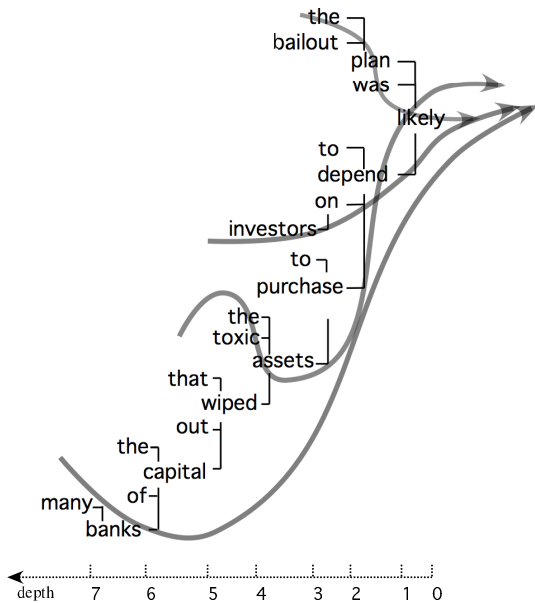 the
bailout
plan
was
likely
to
depend
on
investors
to
purchase
the
toxic
assets
that
wiped
out
the
capital
of
many
banks
depth 7 6 5 4 3 2 1 0